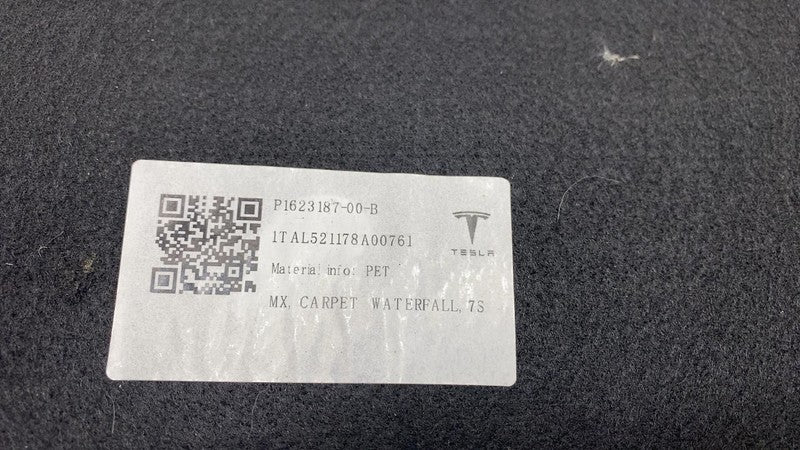 P1623187-00-B
1TAL521178A00761
TESLA
Material info: PET
MX, CARPET WATERFALL, 7S